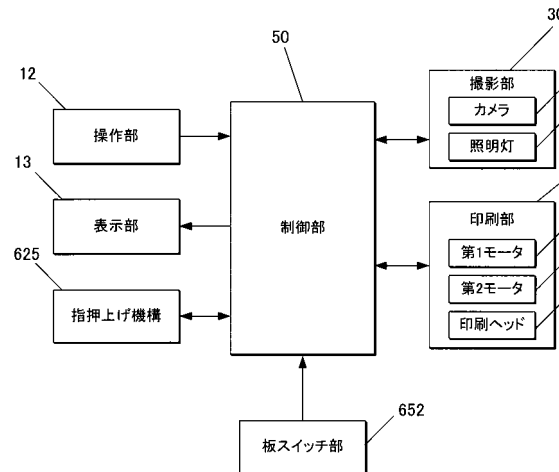 50
12
操作部
13
表示部
625
指押上げ機構
制御部
撮影部
カメラ
照明灯
印刷部
第1モータ
第2モータ
印刷ヘッド
板スイッチ部
652